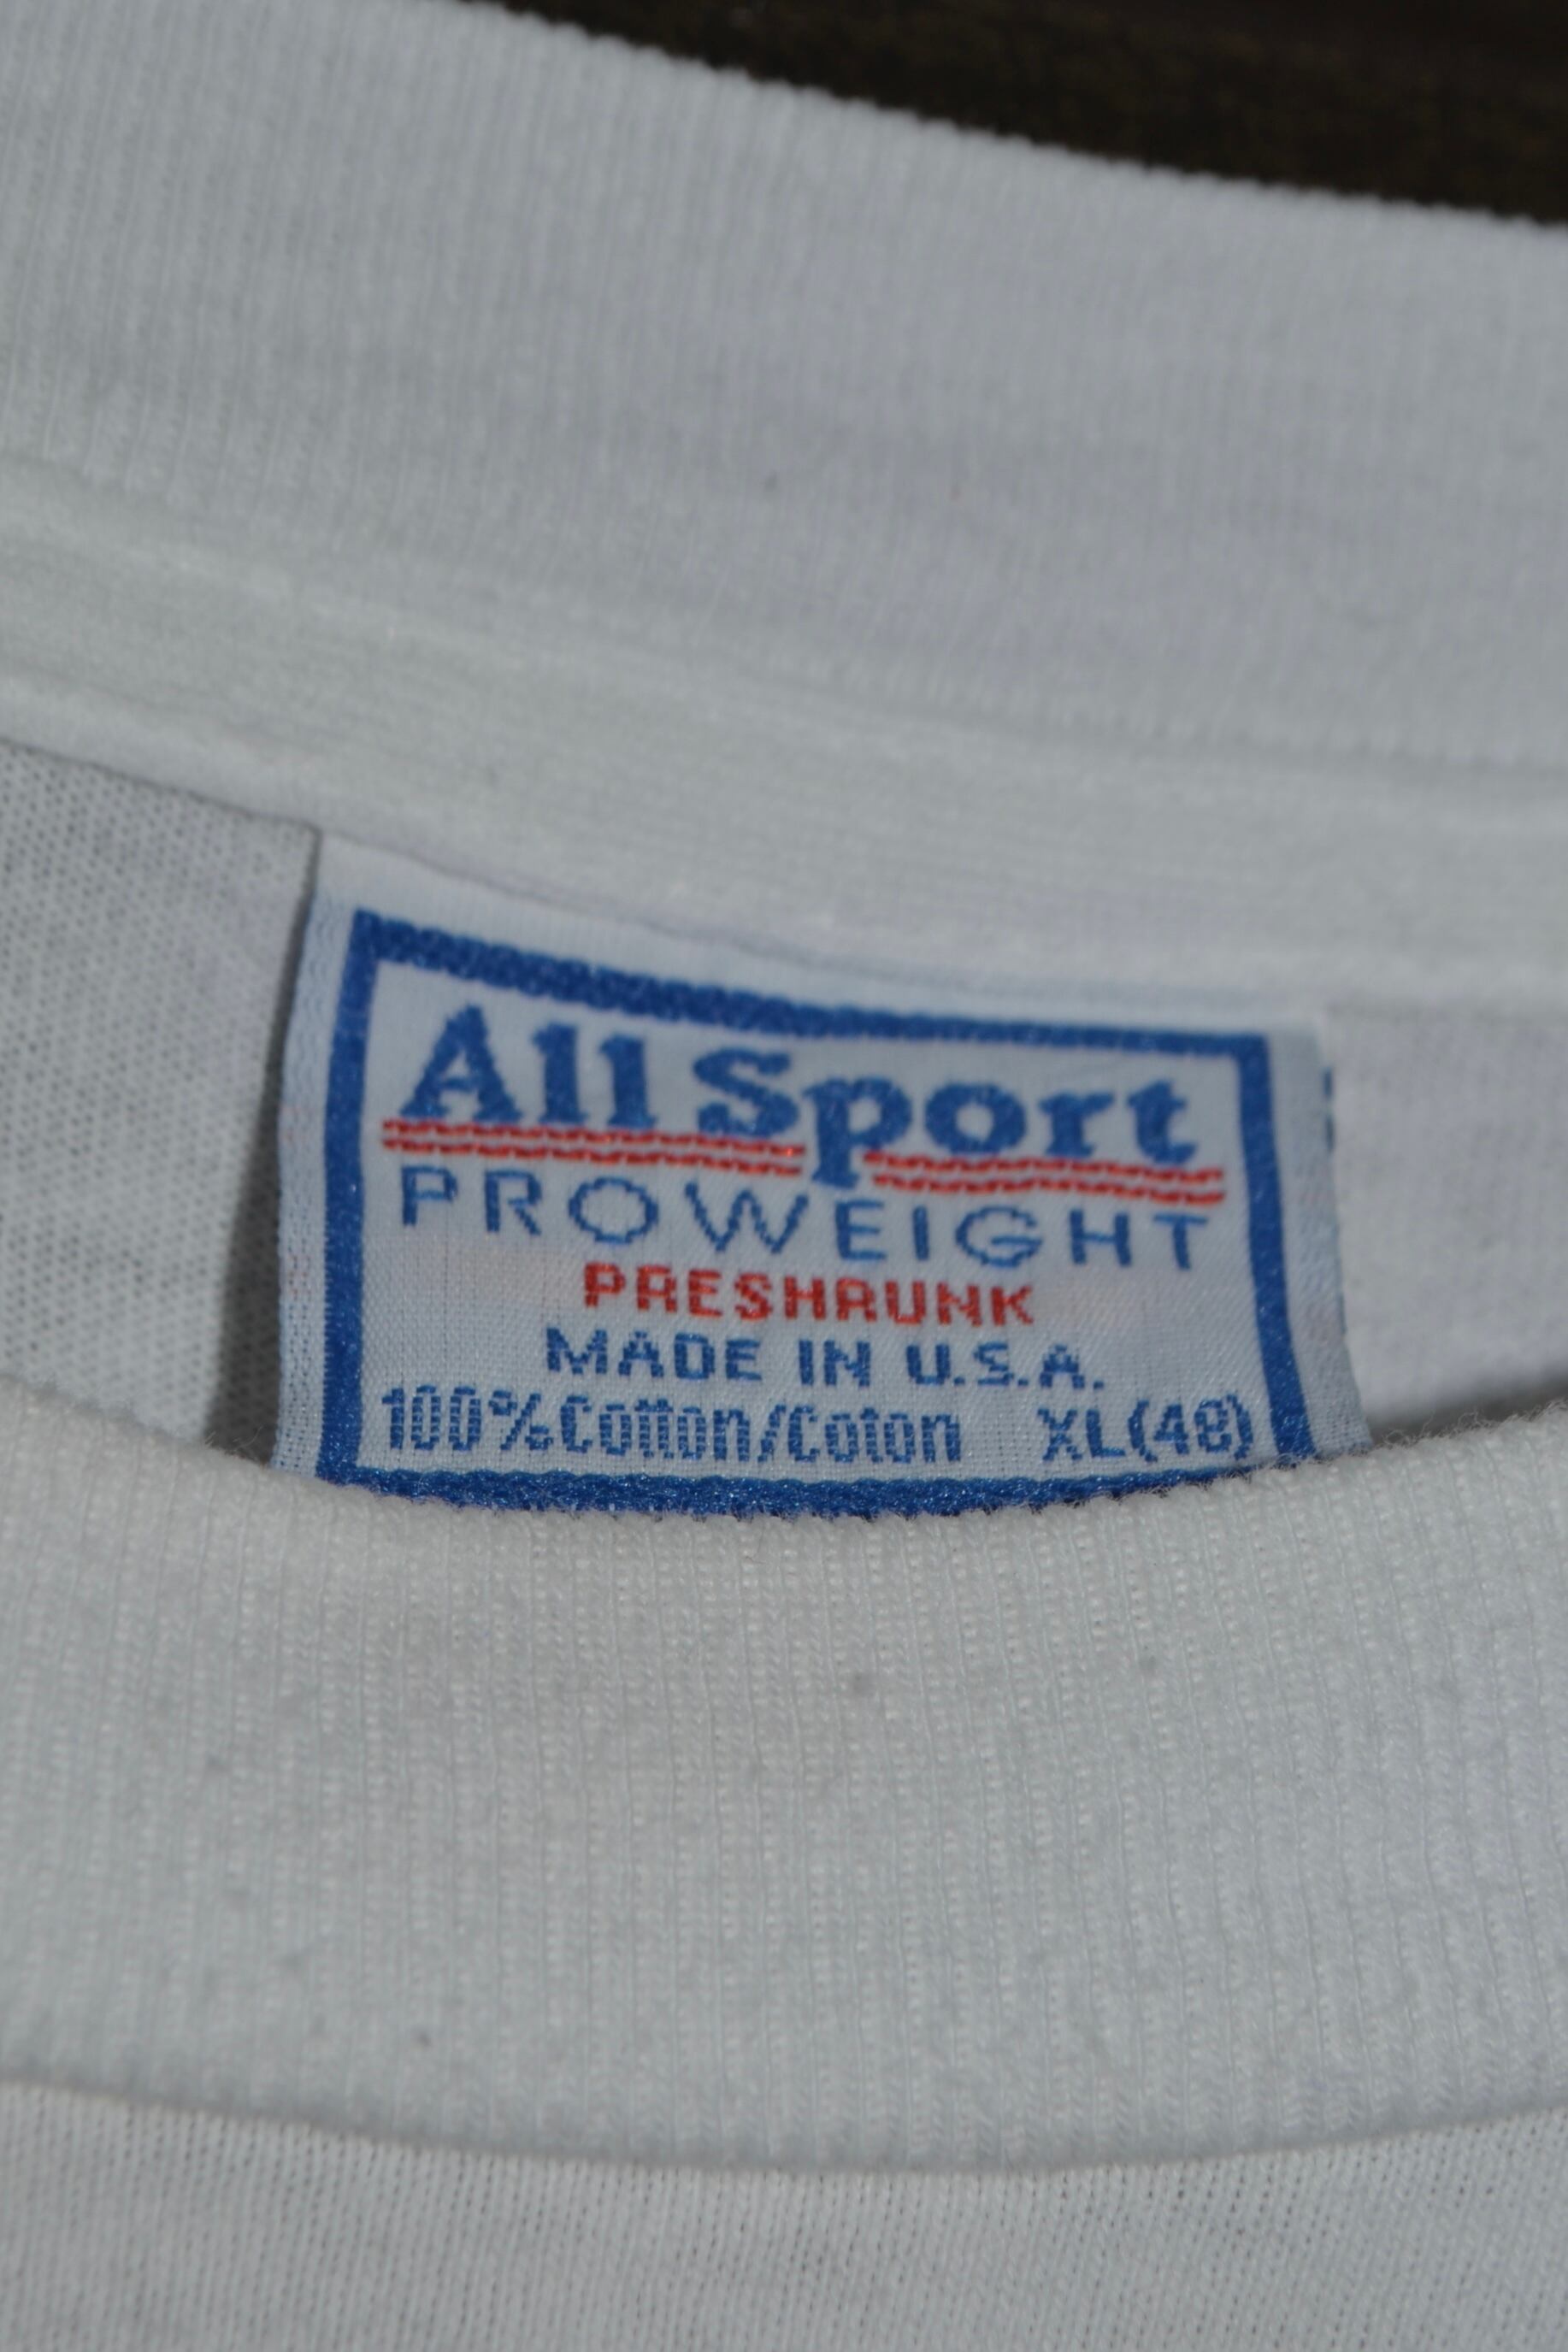 All Sport
PROWEIGHT
PRESHRUNK
MADE IN U.S.A.
100% Cotton/Coton XL(48)